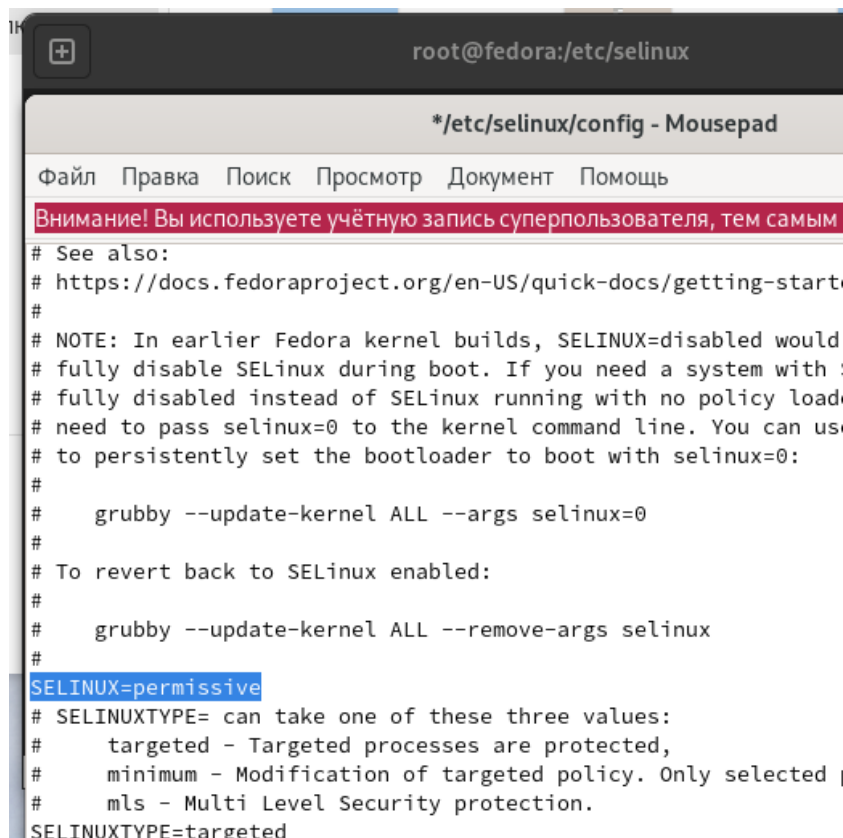 root@fedora:/etc/selinux
*/etc/selinux/config - Mousepad
Файл Правка Поиск Просмотр Документ Помощь
Внимание! Вы используете учётную запись суперпользователя, тем самым
# See also:
# https://docs.fedoraproject.org/en-US/quick-docs/getting-starte
#
# NOTE: In earlier Fedora kernel builds, SELINUX=disabled would
# fully disable SELinux during boot. If you need a system with
# fully disabled instead of SELinux running with no policy loade
# need to pass selinux=0 to the kernel command line. You can use
# to persistently set the bootloader to boot with selinux=0:
#
#    grubby --update-kernel ALL --args selinux=0
#
# To revert back to SELinux enabled:
#
#    grubby --update-kernel ALL --remove-args selinux
#
SELINUX=permissive
# SELINUXTYPE= can take one of these three values:
#     targeted - Targeted processes are protected,
#     minimum - Modification of targeted policy. Only selected
#     mls - Multi Level Security protection.
SELINUXTYPE=targeted